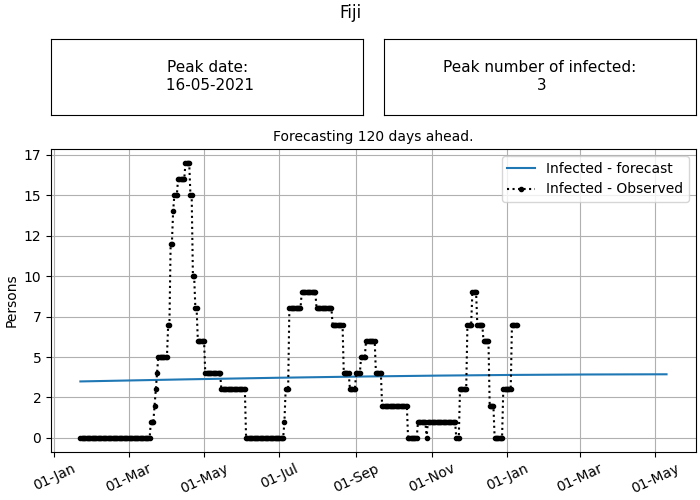 Fiji
Peak date:
16-05-2021
Peak number of infected:
3
Forecasting 120 days ahead.
Infected - forecast
Infected - Observed
Persons
17
15
12
10
7
5
2
0
01-Jan
01-Mar
01-May
01-Jul
01-Sep
01-Nov
01-Jan
01-Mar
01-May